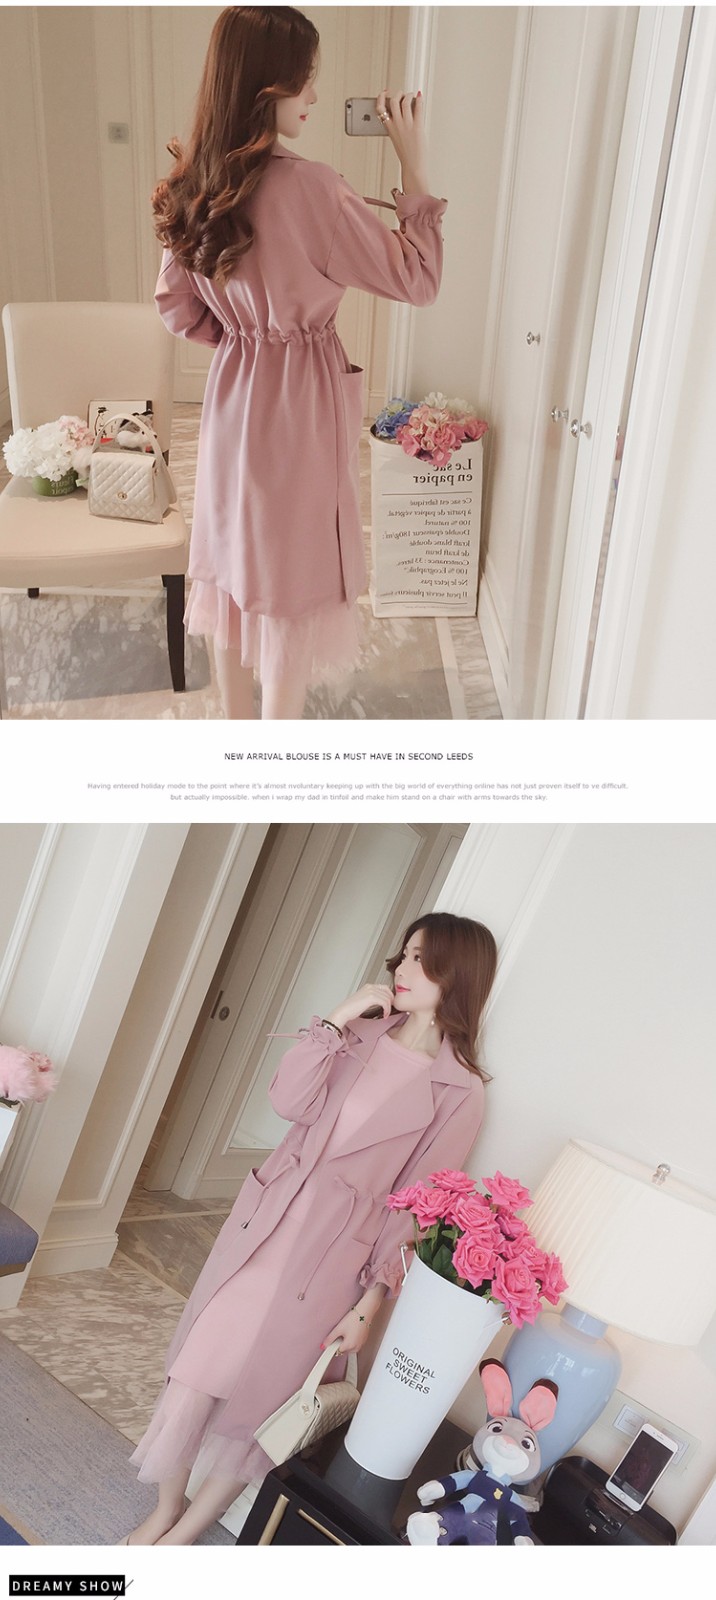 Le sac
en papier
Ce sac est fabriqué
à partir de papier végétal
100 % naturel.
Double épaisseur 180g/m²:
kraft blanc double
de kraft brun
Contenance : 33 litres.
100 % Ecographik".
Ne le jeter pas,
Il peut servir plusieurs
NEW ARRIVAL BLOUSE IS A MUST HAVE IN SECOND LEEDS
Having entered holiday mode to the point where it's almost nvoluntary keeping up with the big world of everything online has not just proven itself to ve difficult.
but actually impossible. when i wrap my dad in tinfoil and make him stand on a chair with arms towards the sky.
ORIGINAL
SWEET
FLOWERS
DREAMY SHOW